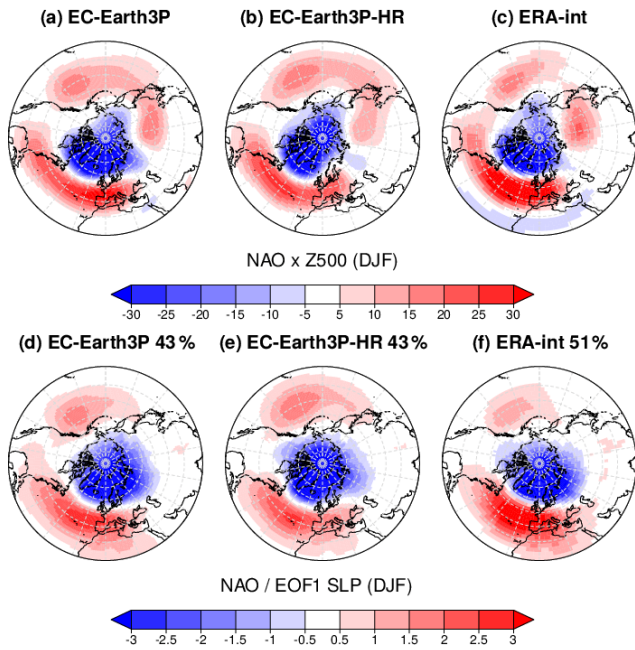 (a) EC-Earth3P (b) EC-Earth3P-HR (c) ERA-int
NAO x Z500 (DJF)
-30 -25 -20 -15 -10 -5 5 10 15 20 25 30
(d) EC-Earth3P 43% (e) EC-Earth3P-HR 43% (f) ERA-int 51%
NAO / EOF1 SLP (DJF)
-3 -2.5 -2 -1.5 -1 -0.5 0.5 1 1.5 2 2.5 3